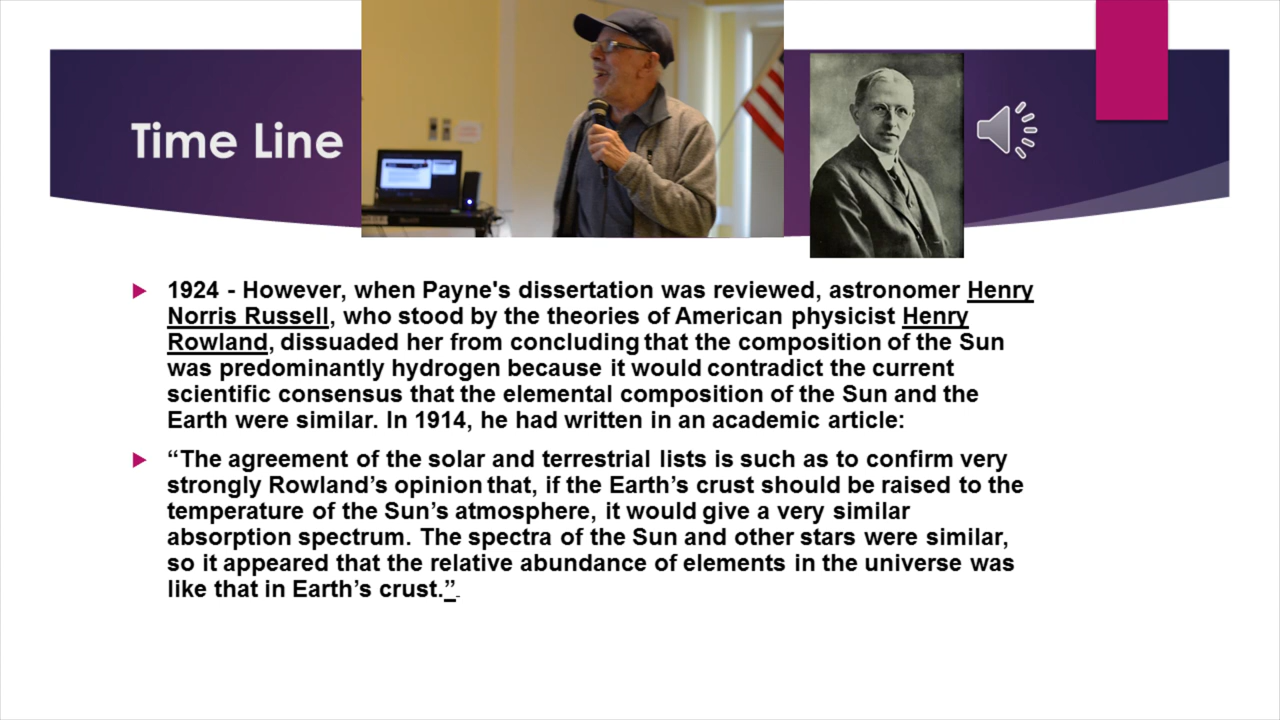 Time Line
1924 - However, when Payne's dissertation was reviewed, astronomer Henry
Norris Russell, who stood by the theories of American physicist Henry
Rowland, dissuaded her from concluding that the composition of the Sun
was predominantly hydrogen because it would contradict the current
scientific consensus that the elemental composition of the Sun and the
Earth were similar. In 1914, he had written in an academic article:
“The agreement of the solar and terrestrial lists is such as to confirm very
strongly Rowland’s opinion that, if the Earth’s crust should be raised to the
temperature of the Sun’s atmosphere, it would give a very similar
absorption spectrum. The spectra of the Sun and other stars were similar,
so it appeared that the relative abundance of elements in the universe was
like that in Earth’s crust.”